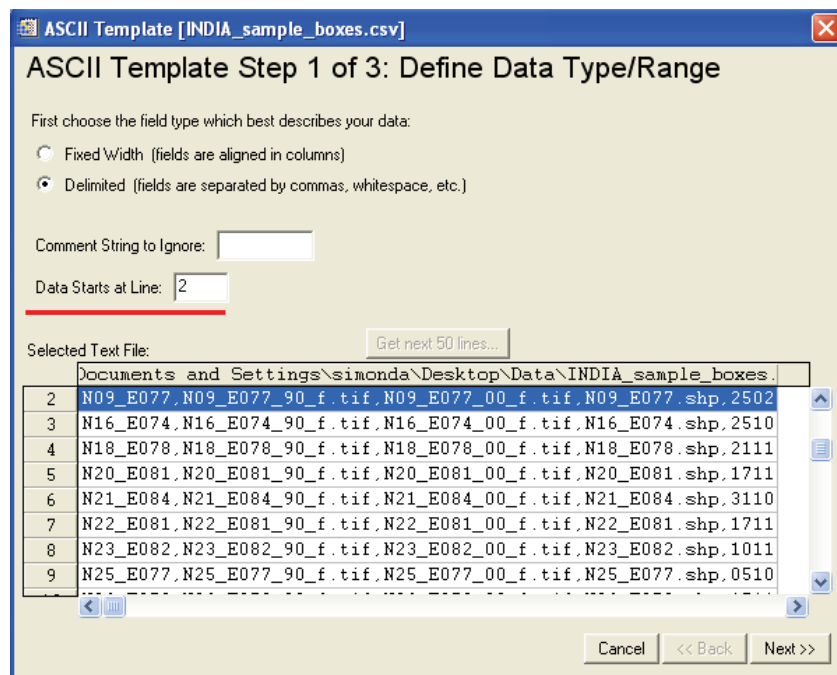 ASCII Template [INDIA_sample_boxes.csv]
ASCII Template Step 1 of 3: Define Data Type/Range
First choose the field type which best describes your data:
Fixed Width (fields are aligned in columns)
Delimited (fields are separated by commas, whitespace, etc.)
Comment String to Ignore:
Data Starts at Line: 2
Get next 50 lines...
Selected Text File:
Documents and Settings\simonda\Desktop\Data\INDIA_sample_boxes.
2 N09_E077,N09_E077_90_f.tif,N09_E077_00_f.tif,N09_E077.shp,2502
3 N16_E074,N16_E074_90_f.tif,N16_E074_00_f.tif,N16_E074.shp,2510
4 N18_E078,N18_E078_90_f.tif,N18_E078_00_f.tif,N18_E078.shp,2111
5 N20_E081,N20_E081_90_f.tif,N20_E081_00_f.tif,N20_E081.shp,1711
6 N21_E084,N21_E084_90_f.tif,N21_E084_00_f.tif,N21_E084.shp,3110
7 N22_E081,N22_E081_90_f.tif,N22_E081_00_f.tif,N22_E081.shp,1711
8 N23_E082,N23_E082_90_f.tif,N23_E082_00_f.tif,N23_E082.shp,1011
9 N25_E077,N25_E077_90_f.tif,N25_E077_00_f.tif,N25_E077.shp,0510
Cancel << Back Next >>